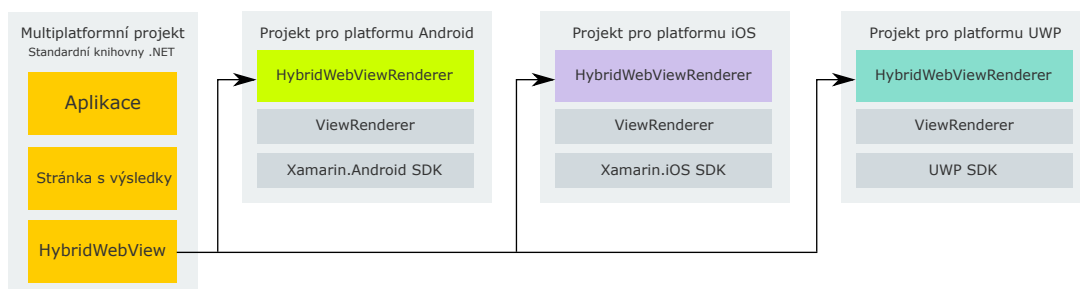 Multiplatformní projekt
Standardní knihovny .NET
Aplikace
Stránka s výsledky
HybridWebView
Projekt pro platformu Android
HybridWebViewRenderer
ViewRenderer
Xamarin.Android SDK
Projekt pro platformu iOS
HybridWebViewRenderer
ViewRenderer
Xamarin.iOS SDK
Projekt pro platformu UWP
HybridWebViewRenderer
ViewRenderer
UWP SDK